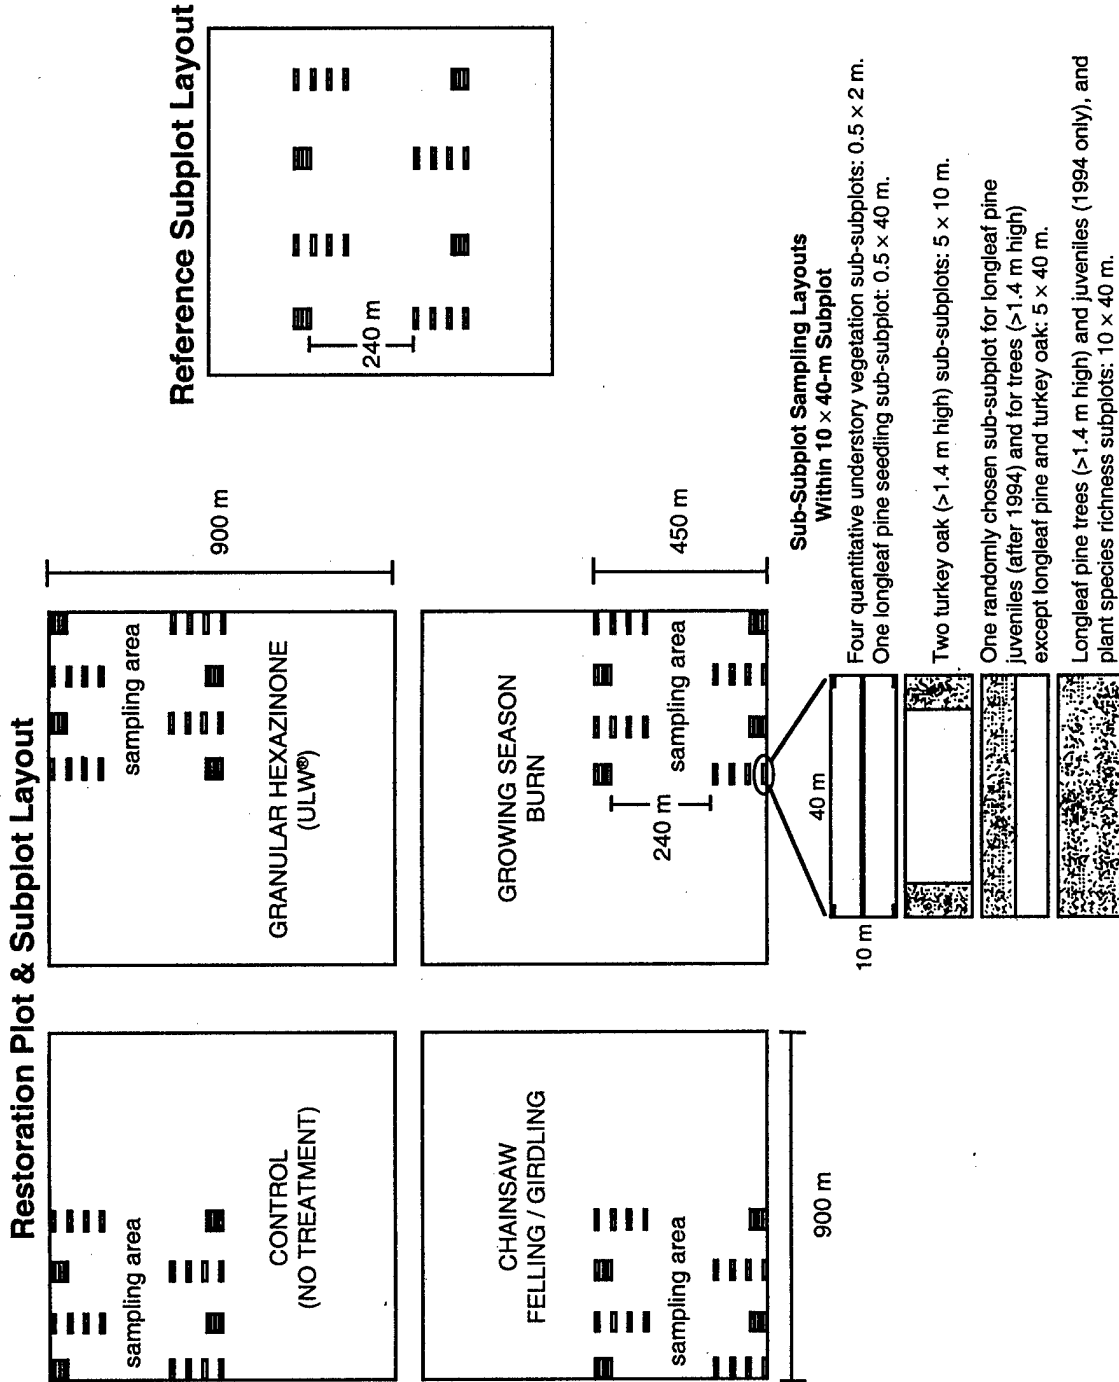 Restoration Plot & Subplot Layout
sampling area
CONTROL
(NO TREATMENT)
sampling area
GRANULAR HEXAZINONE
(ULW®)
900 m
CHAINSAW
FELLING / GIRDLING
sampling area
GROWING SEASON
BURN
240 m
sampling area
450 m
900 m
Reference Subplot Layout
240 m
Sub-Subplot Sampling Layouts
Within 10 × 40-m Subplot
40 m
10 m
Four quantitative understory vegetation sub-subplots: 0.5 × 2 m.
One longleaf pine seedling sub-subplot: 0.5 × 40 m.
Two turkey oak (>1.4 m high) sub-subplots: 5 × 10 m.
One randomly chosen sub-subplot for longleaf pine
juveniles (after 1994) and for trees (>1.4 m high)
except longleaf pine and turkey oak: 5 × 40 m.
Longleaf pine trees (>1.4 m high) and juveniles (1994 only), and
plant species richness subplots: 10 × 40 m.